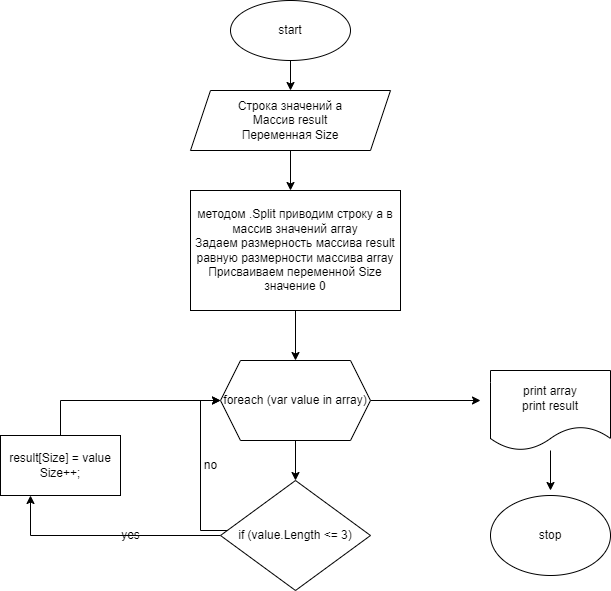 start
Строка значений a
Массив result
Переменная Size
методом .Split приводим строку a в
массив значений array
Задаем размерность массива result
равную размерности массива array
Присваиваем переменной Size
значение 0
foreach (var value in array)
print array
print result
result[Size] = value
Size++;
no
yes
if (value.Length <= 3)
stop